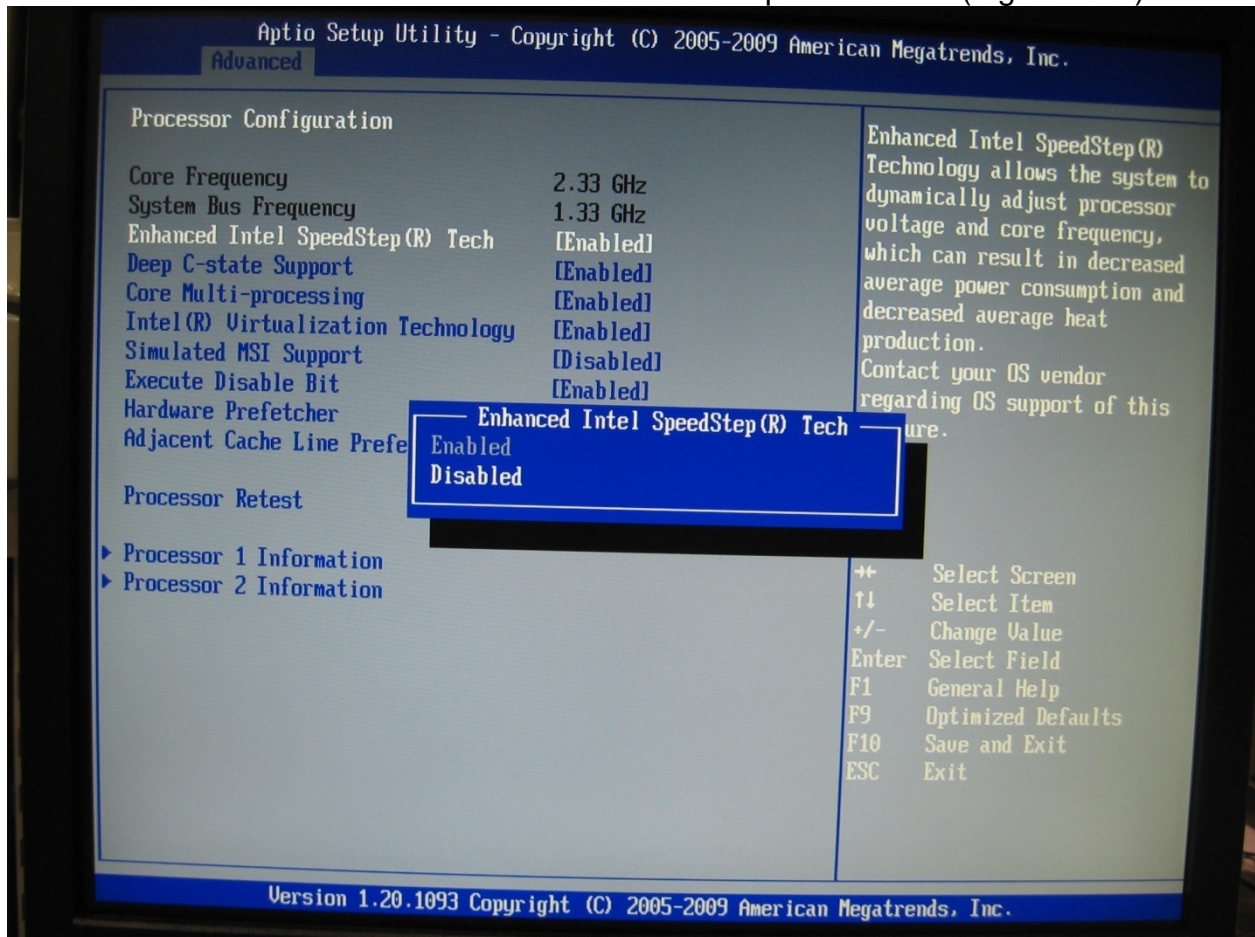 Aptio Setup Utility - Copyright (C) 2005-2009 American Megatrends, Inc.
Advanced
Processor Configuration
Core Frequency 2.33 GHz
System Bus Frequency 1.33 GHz
Enhanced Intel SpeedStep(R) Tech [Enabled]
Deep C-state Support [Enabled]
Core Multi-processing [Enabled]
Intel(R) Virtualization Technology [Enabled]
Simulated MSI Support [Disabled]
Execute Disable Bit [Enabled]
Hardware Prefetcher
Adjacent Cache Line Prefe
Processor Retest
Processor 1 Information
Processor 2 Information
Enhanced Intel SpeedStep(R) Tech
Enabled
Disabled
Enhanced Intel SpeedStep(R)
Technology allows the system to
dynamically adjust processor
voltage and core frequency,
which can result in decreased
average power consumption and
decreased average heat
production.
Contact your OS vendor
regarding OS support of this
ure.
→← Select Screen
↑↓ Select Item
+/- Change Value
Enter Select Field
F1 General Help
F9 Optimized Defaults
F10 Save and Exit
ESC Exit
Version 1.20.1093 Copyright (C) 2005-2009 American Megatrends, Inc.